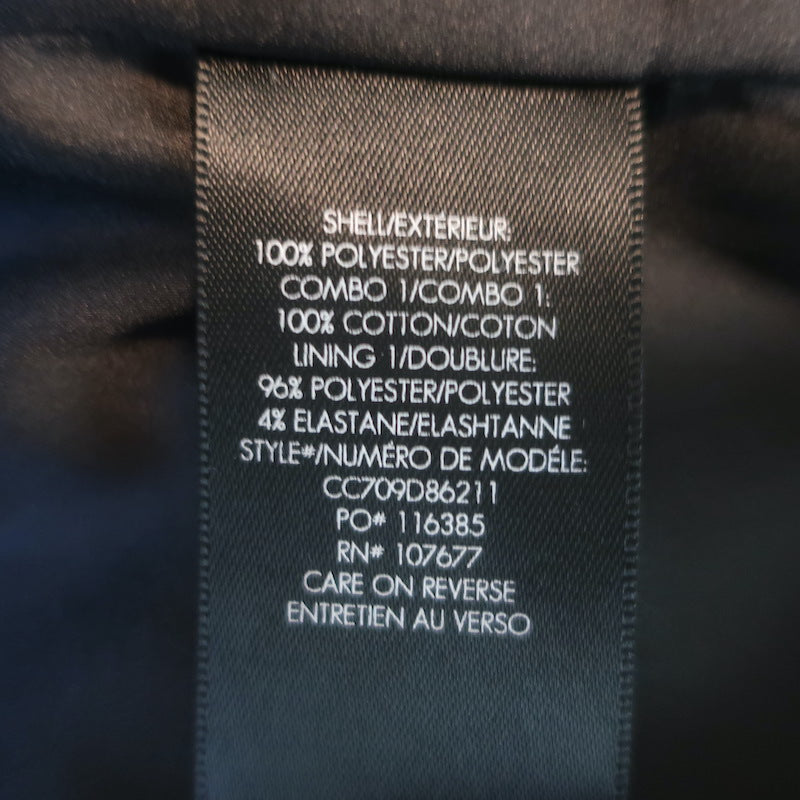 SHELL/EXTÉRIEUR:
100% POLYESTER/POLYESTER
COMBO 1/COMBO 1:
100% COTTON/COTON
LINING 1/DOUBLURE:
96% POLYESTER/POLYESTER
4% ELASTANE/ELASHTANNE
STYLE#/NUMÉRO DE MODÉLE:
CC709D86211
PO# 116385
RN# 107677
CARE ON REVERSE
ENTRETIEN AU VERSO